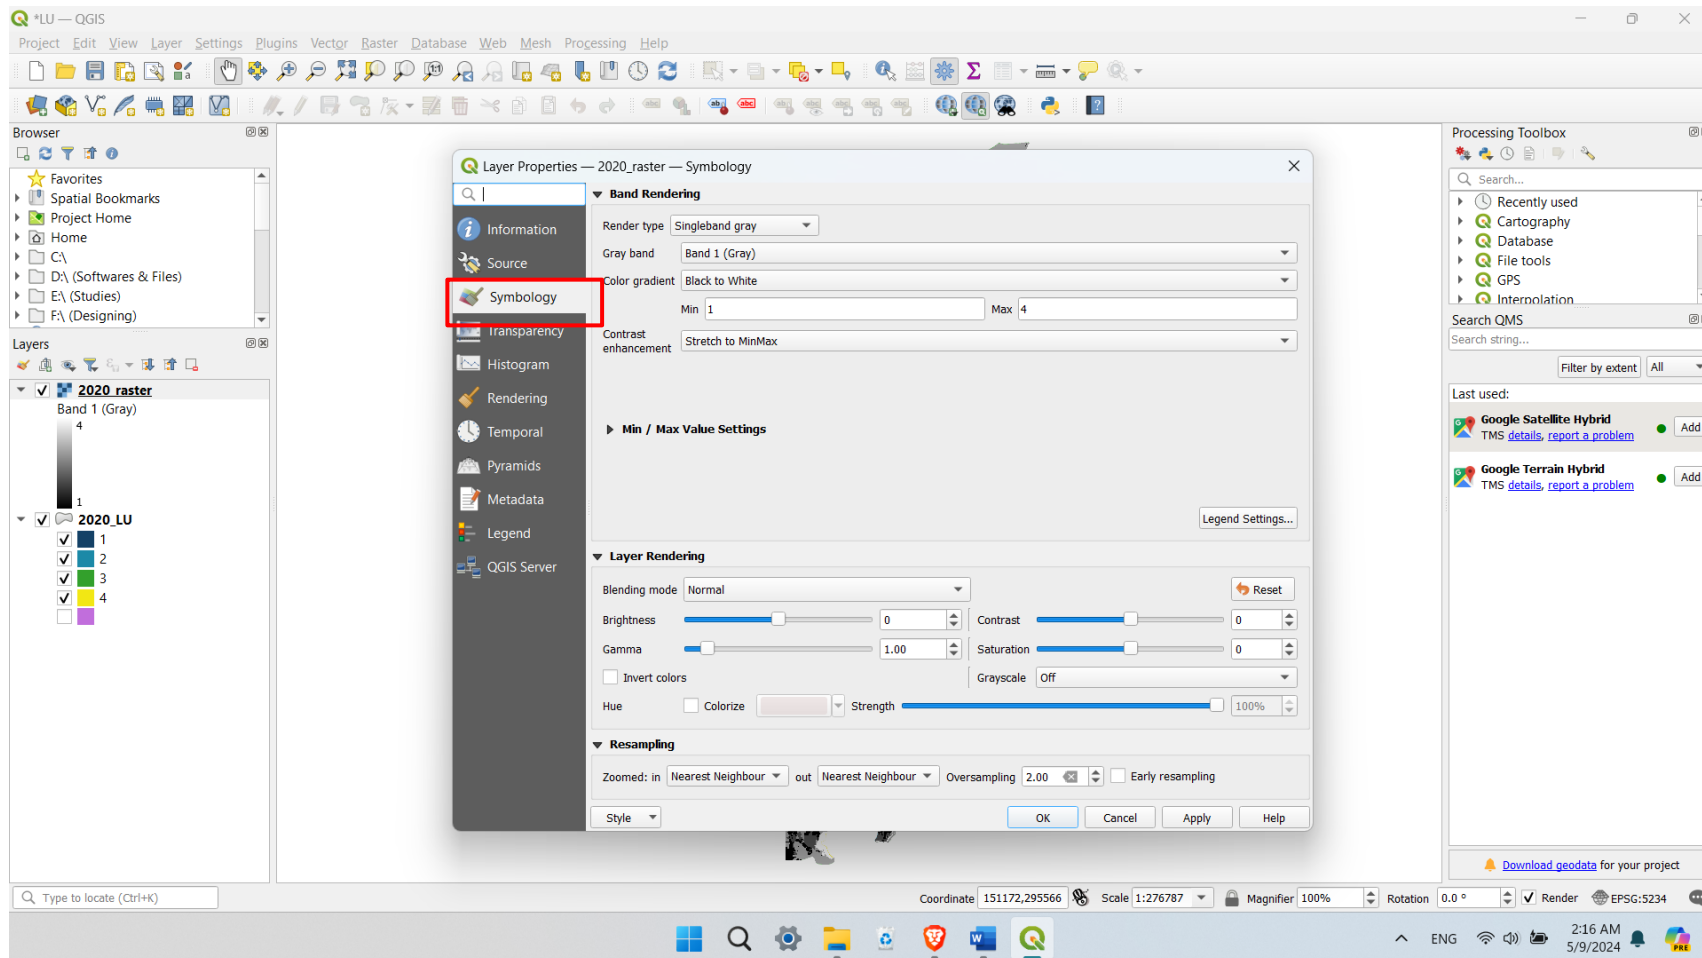 *LU — QGIS
Project Edit View Layer Settings Plugins Vector Raster Database Web Mesh Processing Help
Browser
Favorites
Spatial Bookmarks
Project Home
Home
C:\
D:\ (Softwares & Files)
E:\ (Studies)
F:\ (Designing)
Layers
2020_raster
Band 1 (Gray)
4
1
2020_LU
1
2
3
4
Layer Properties — 2020_raster — Symbology
Information
Source
Symbology
Transparency
Histogram
Rendering
Temporal
Pyramids
Metadata
Legend
QGIS Server
Band Rendering
Render type Singleband gray
Gray band Band 1 (Gray)
Color gradient Black to White
Min 1 Max 4
Contrast
enhancement Stretch to MinMax
Min / Max Value Settings
Legend Settings...
Layer Rendering
Blending mode Normal Reset
Brightness 0 Contrast 0
Gamma 1.00 Saturation 0
Invert colors Grayscale Off
Hue Colorize Strength 100%
Resampling
Zoomed: in Nearest Neighbour out Nearest Neighbour Oversampling 2.00 Early resampling
Style OK Cancel Apply Help
Processing Toolbox
Search...
Recently used
Cartography
Database
File tools
GPS
Interpolation
Search QMS
Search string...
Filter by extent All
Last used:
Google Satellite Hybrid
TMS details, report a problem Add
Google Terrain Hybrid
TMS details, report a problem Add
Download geodata for your project
Type to locate (Ctrl+K) Coordinate 151172,295566 Scale 1:276787 Magnifier 100% Rotation 0.0 ° Render EPSG:5234
ENG 2:16 AM
5/9/2024